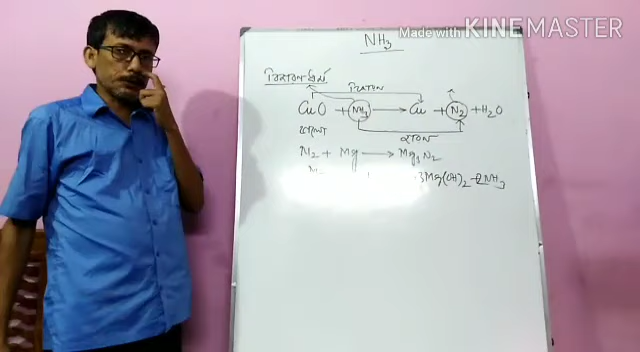 Made with KINEMASTER
NH₃
বিজারণ ধর্ম
বিজারণ
CuO + NH₃ → Cu + N₂ + H₂O
জারণ
N₂ + Mg → Mg₃N₂
3Mg(OH)₂ + 2NH₃